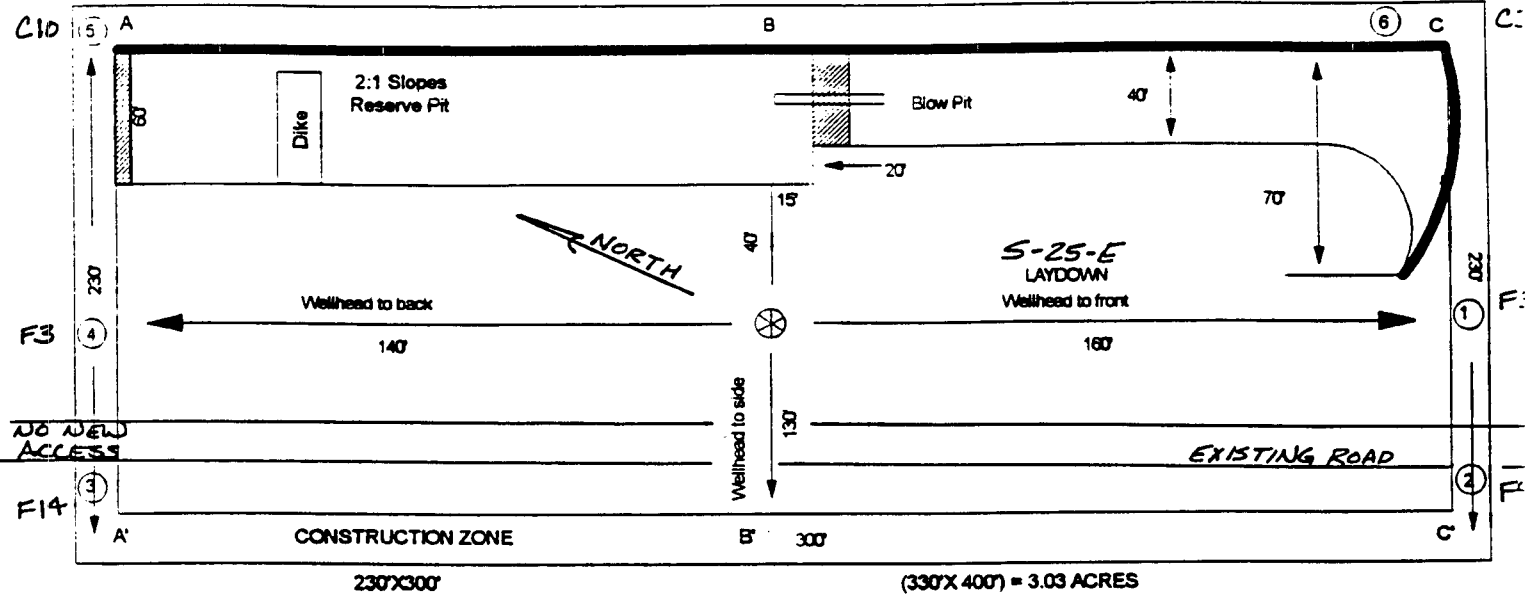 C10 5 A B 6 C
60'
Dike
2:1 Slopes
Reserve Pit
Blow Pit
40'
20'
15'
70'
NORTH
40'
S-25-E
LAYDOWN
230'
Wellhead to back
Wellhead to front
230'
F3 4
1
140'
160'
Wellhead to side
130'
NO NEW
ACCESS
EXISTING ROAD
3
2
F14
A' B' 300' C'
CONSTRUCTION ZONE
230'X300' (330'X 400') = 3.03 ACRES